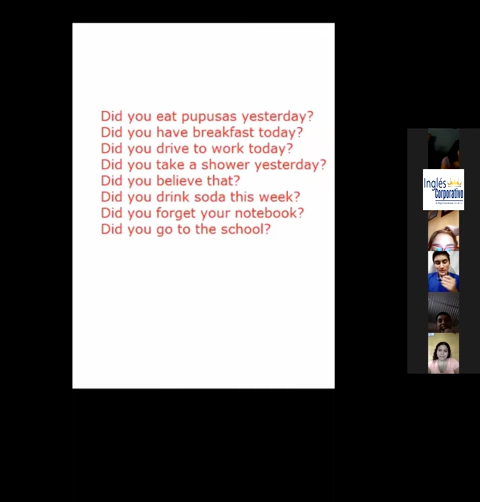 Did you eat pupusas yesterday?
Did you have breakfast today?
Did you drive to work today?
Did you take a shower yesterday?
Did you believe that?
Did you drink soda this week?
Did you forget your notebook?
Did you go to the school?
Inglés
Corporativo